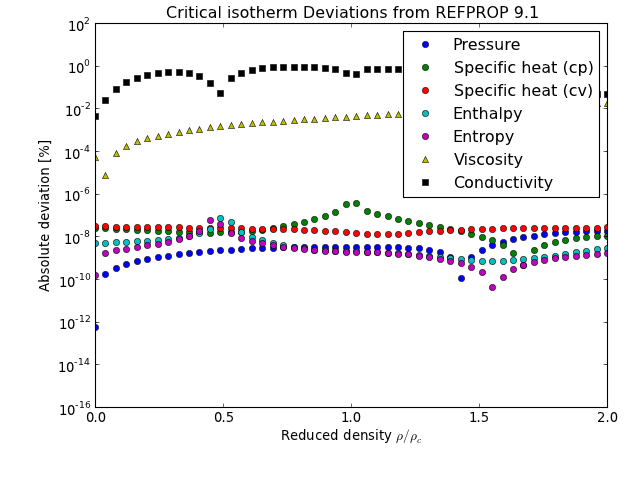 Critical isotherm Deviations from REFPROP 9.1
Absolute deviation [%]
10^2
10^0
10^-2
10^-4
10^-6
10^-8
10^-10
10^-12
10^-14
10^-16
Pressure
Specific heat (cp)
Specific heat (cv)
Enthalpy
Entropy
Viscosity
Conductivity
0.0 0.5 1.0 1.5 2.0
Reduced density ρ/ρ_c